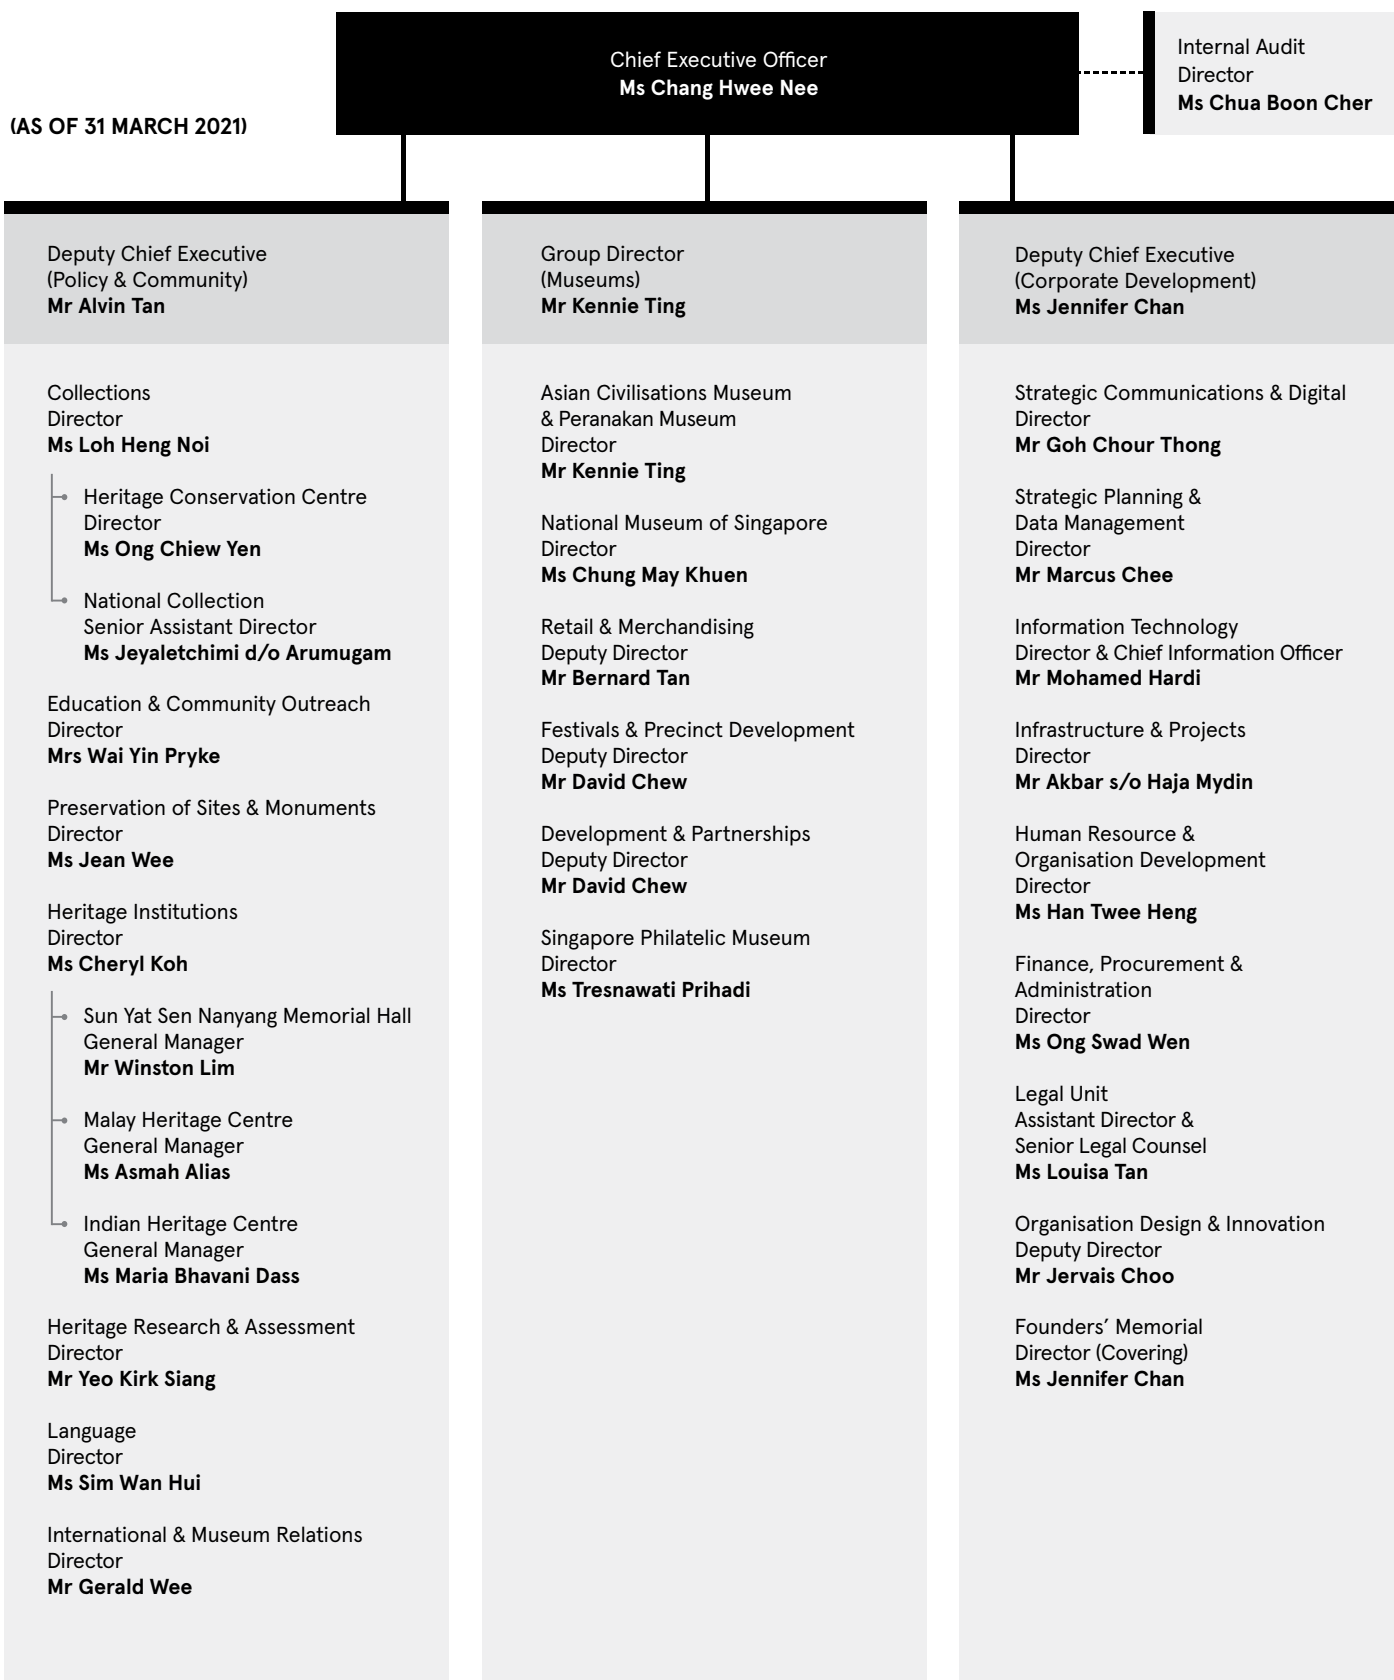 Chief Executive Officer
Ms Chang Hwee Nee
Internal Audit
Director
Ms Chua Boon Cher
(AS OF 31 MARCH 2021)
Deputy Chief Executive
(Policy & Community)
Mr Alvin Tan
Collections
Director
Ms Loh Heng Noi
Heritage Conservation Centre
Director
Ms Ong Chiew Yen
National Collection
Senior Assistant Director
Ms Jeyaletchimi d/o Arumugam
Education & Community Outreach
Director
Mrs Wai Yin Pryke
Preservation of Sites & Monuments
Director
Ms Jean Wee
Heritage Institutions
Director
Ms Cheryl Koh
Sun Yat Sen Nanyang Memorial Hall
General Manager
Mr Winston Lim
Malay Heritage Centre
General Manager
Ms Asmah Alias
Indian Heritage Centre
General Manager
Ms Maria Bhavani Dass
Heritage Research & Assessment
Director
Mr Yeo Kirk Siang
Language
Director
Ms Sim Wan Hui
International & Museum Relations
Director
Mr Gerald Wee
Group Director
(Museums)
Mr Kennie Ting
Asian Civilisations Museum
& Peranakan Museum
Director
Mr Kennie Ting
National Museum of Singapore
Director
Ms Chung May Khuen
Retail & Merchandising
Deputy Director
Mr Bernard Tan
Festivals & Precinct Development
Deputy Director
Mr David Chew
Development & Partnerships
Deputy Director
Mr David Chew
Singapore Philatelic Museum
Director
Ms Tresnawati Prihadi
Deputy Chief Executive
(Corporate Development)
Ms Jennifer Chan
Strategic Communications & Digital
Director
Mr Goh Chour Thong
Strategic Planning &
Data Management
Director
Mr Marcus Chee
Information Technology
Director & Chief Information Officer
Mr Mohamed Hardi
Infrastructure & Projects
Director
Mr Akbar s/o Haja Mydin
Human Resource &
Organisation Development
Director
Ms Han Twee Heng
Finance, Procurement &
Administration
Director
Ms Ong Swad Wen
Legal Unit
Assistant Director &
Senior Legal Counsel
Ms Louisa Tan
Organisation Design & Innovation
Deputy Director
Mr Jervais Choo
Founders’ Memorial
Director (Covering)
Ms Jennifer Chan